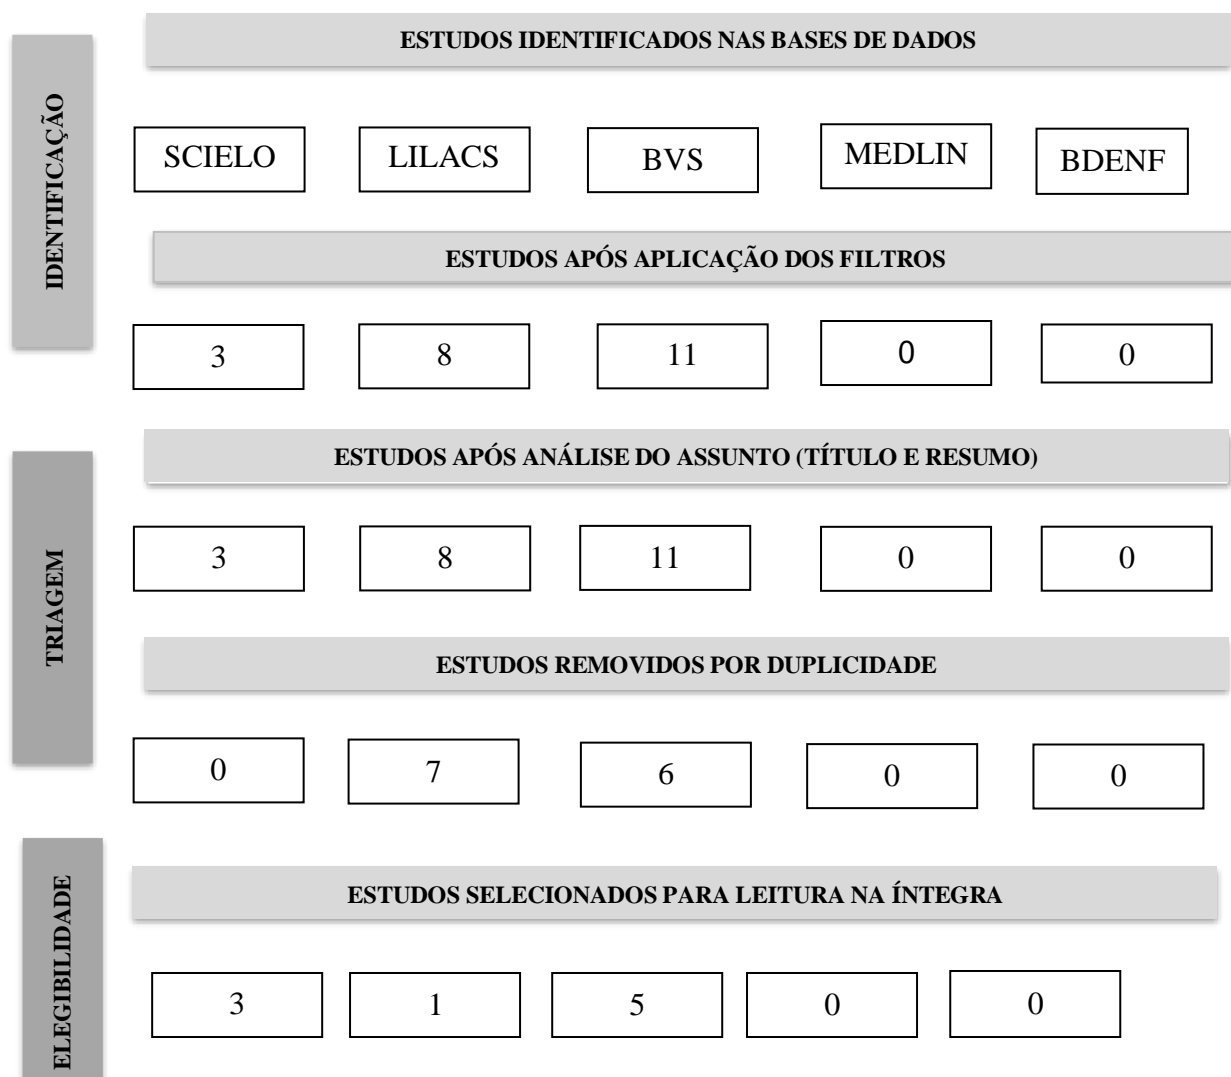 ESTUDOS IDENTIFICADOS NAS BASES DE DADOS
IDENTIFICAÇÃO
SCIELO
LILACS
BVS
MEDLIN
BDENF
ESTUDOS APÓS APLICAÇÃO DOS FILTROS
3
8
11
0
0
ESTUDOS APÓS ANÁLISE DO ASSUNTO (TÍTULO E RESUMO)
TRIAGEM
3
8
11
0
0
ESTUDOS REMOVIDOS POR DUPLICIDADE
0
7
6
0
0
ELEGIBILIDADE
ESTUDOS SELECIONADOS PARA LEITURA NA ÍNTEGRA
3
1
5
0
0